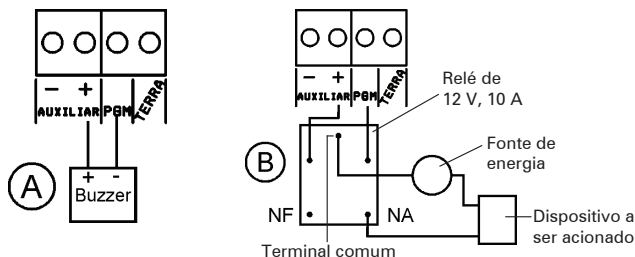 − +
AUXILIAR PGM TERRA
A
+ -
Buzzer
− +
AUXILIAR PGM TERRA
Relé de
12 V, 10 A
B
Fonte de
energia
NF
NA
Dispositivo a
ser acionado
Terminal comum